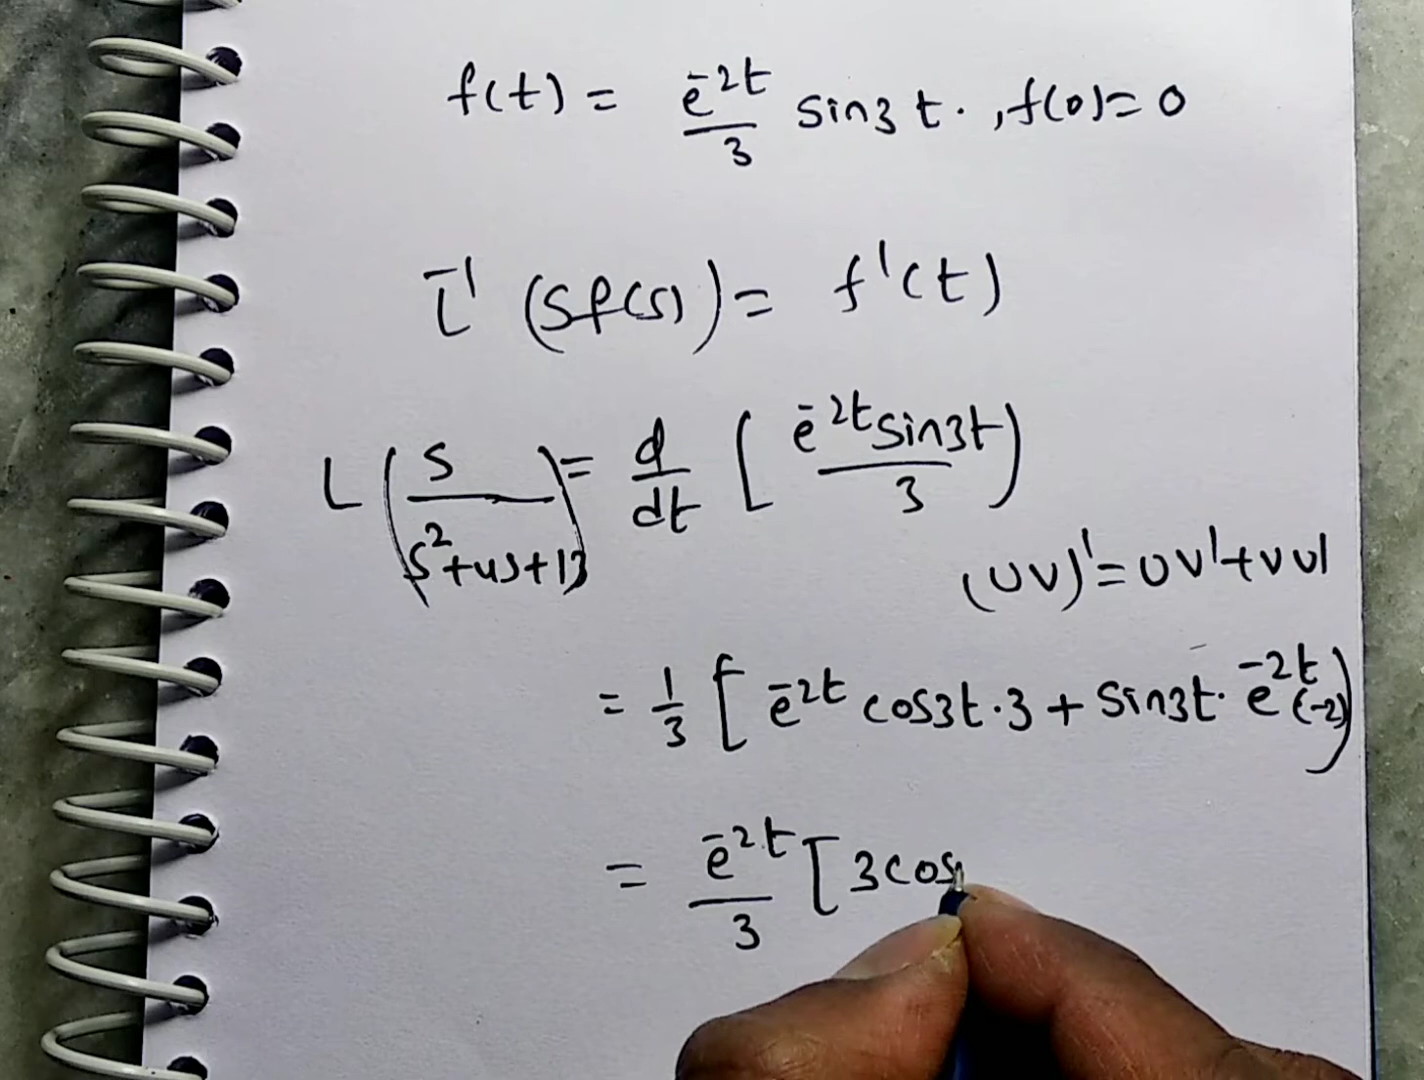 f(t) = e^-2t/3 sin3t. , f(0) = 0
L^-1 (SF(s)) = f'(t)
L (s/s^2+4s+13) = d/dt [e^-2t sin3t/3)
(UV)' = UV' + VU'
= 1/3 [e^-2t cos3t.3 + sin3t. e^-2t (-2))
= e^-2t/3 [3cos